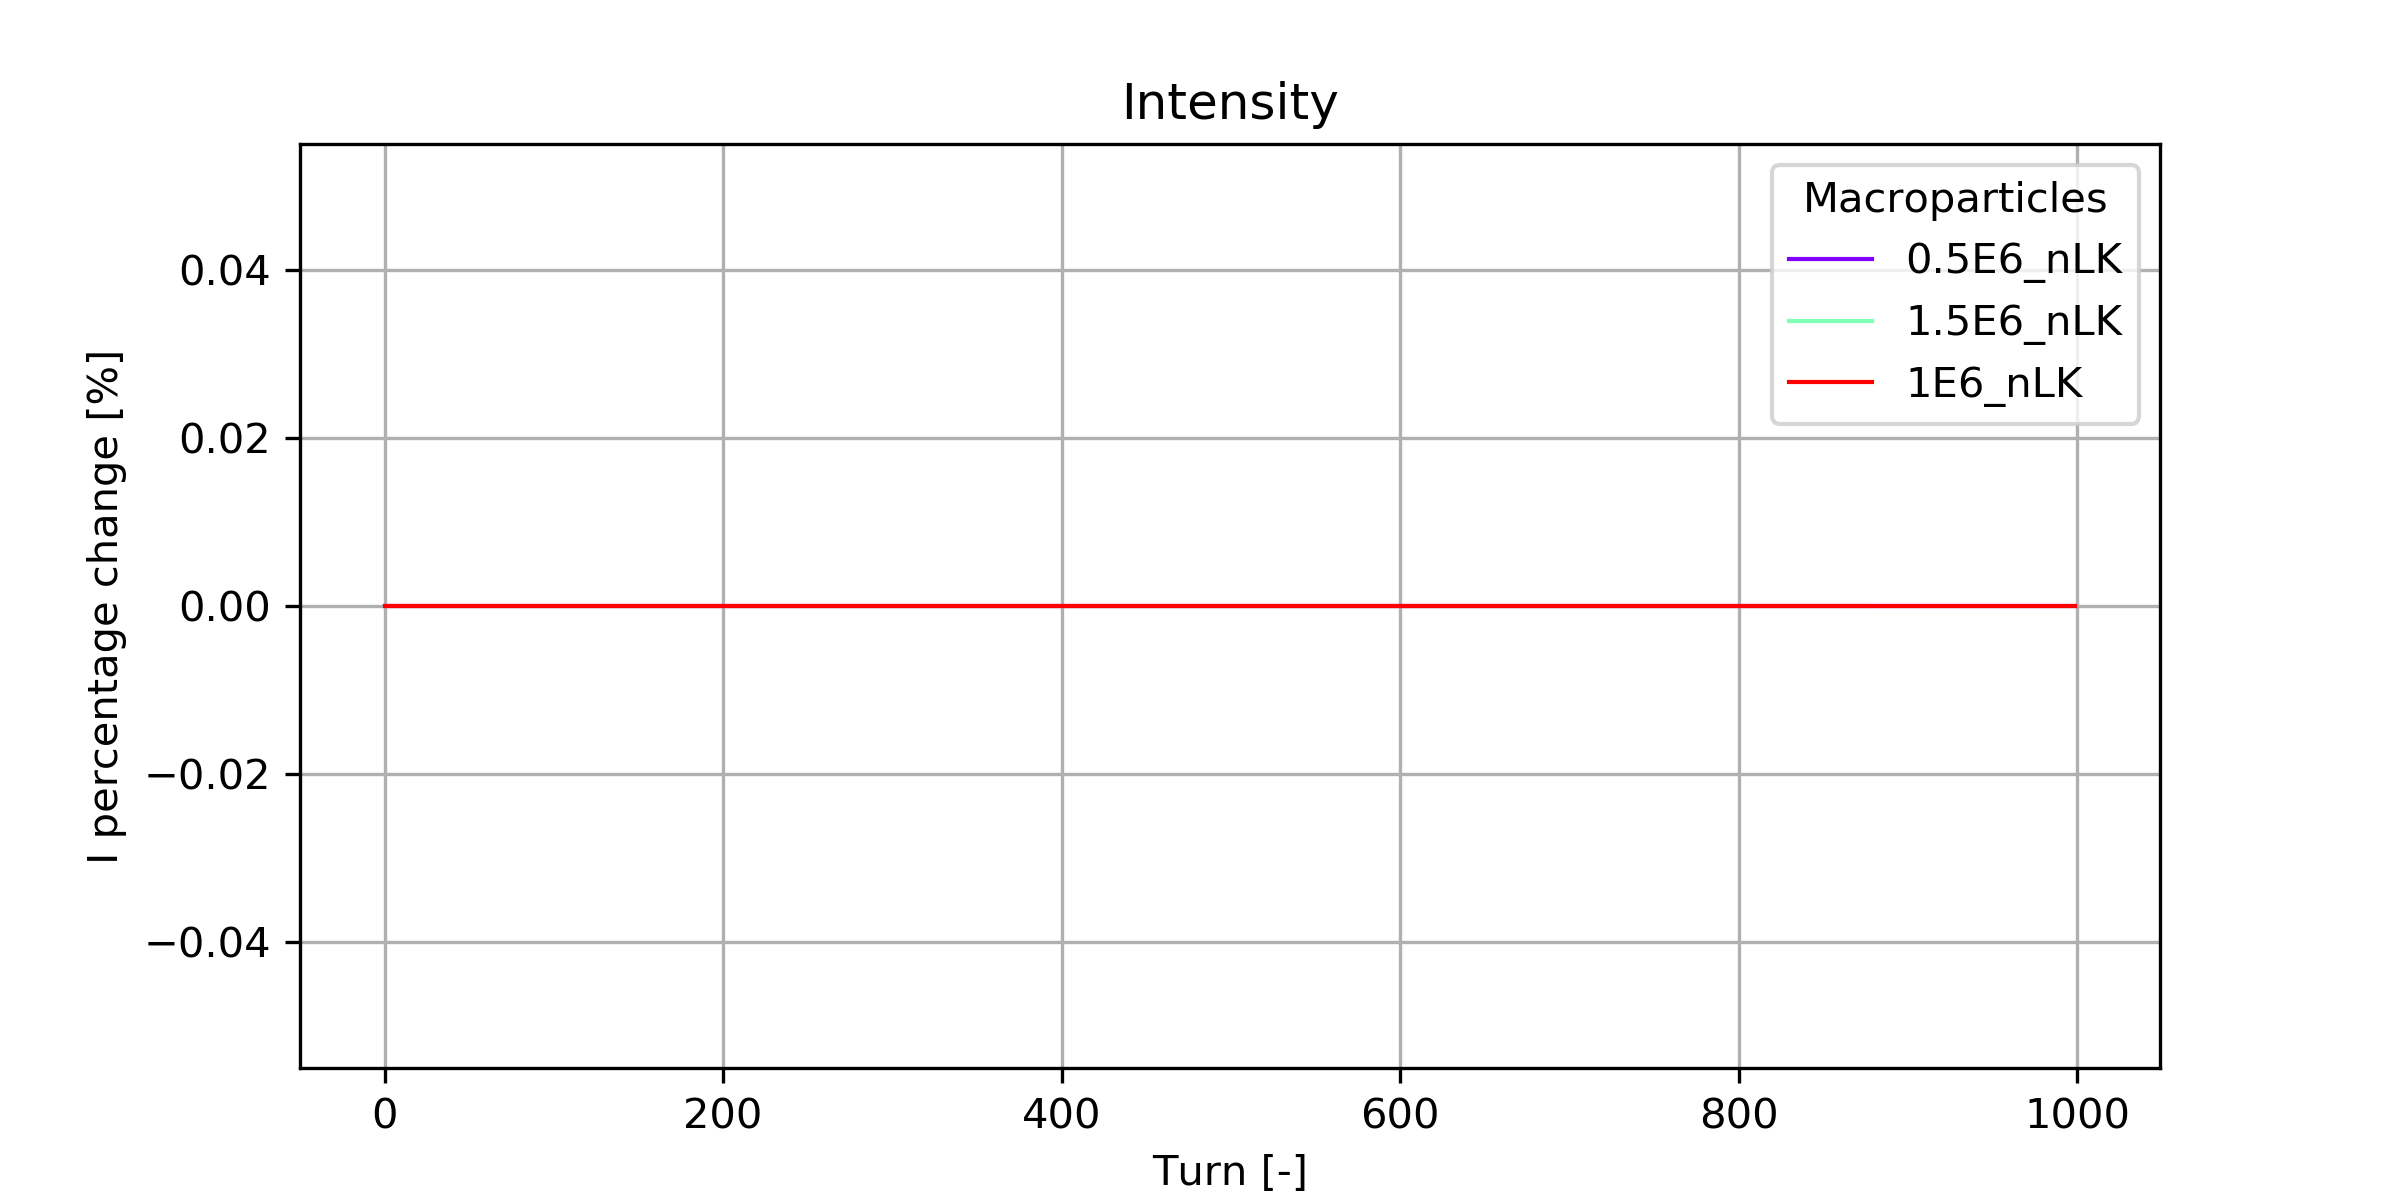 Intensity
Macroparticles
0.5E6_nLK
1.5E6_nLK
1E6_nLK
I percentage change [%]
0.04
0.02
0.00
−0.02
−0.04
0 200 400 600 800 1000
Turn [-]